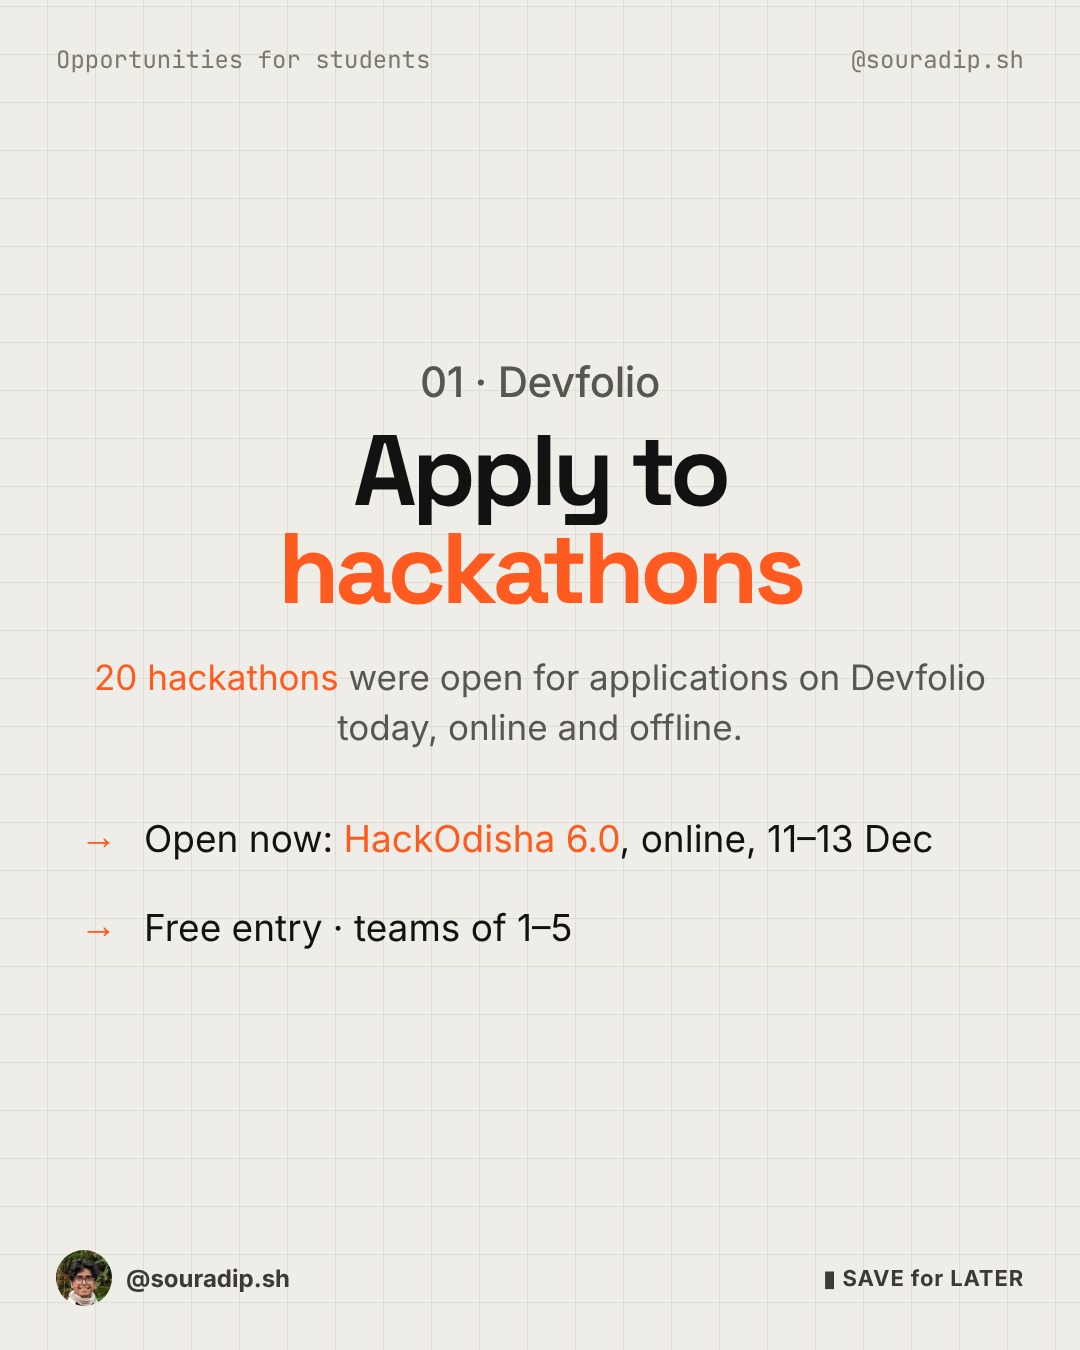 Opportunities for students
@souradip.sh
01 · Devfolio
Apply to
hackathons
20 hackathons were open for applications on Devfolio
today, online and offline.
→ Open now: HackOdisha 6.0, online, 11–13 Dec
→ Free entry · teams of 1–5
@souradip.sh
▮ SAVE for LATER